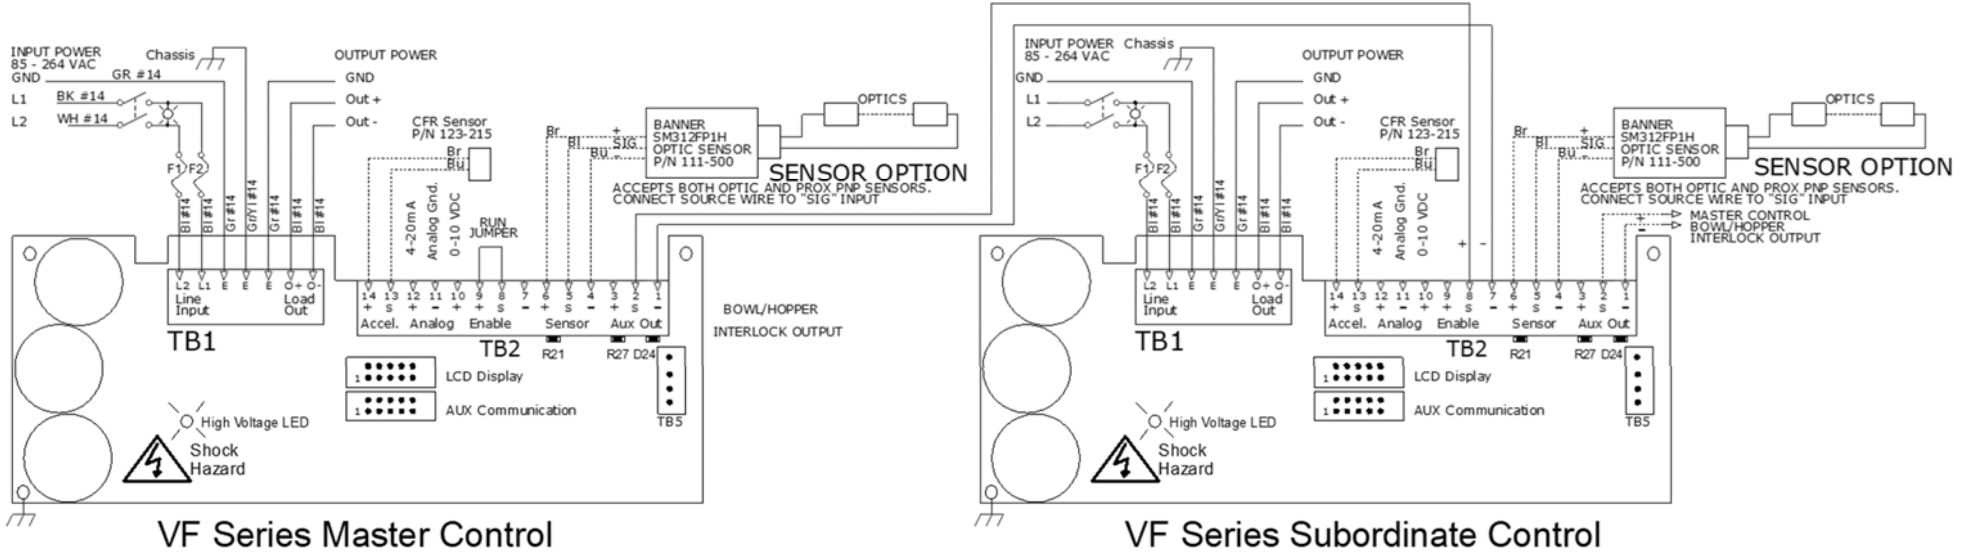 INPUT POWER
85 - 264 VAC
GND
GR #14
L1
BK #14
L2
WH #14
Chassis
OUTPUT POWER
GND
Out +
Out -
F1
F2
Bl#14
Bl#14
Gr#14
Gr/Yl#14
Gr#14
Bl#14
Bl#14
CFR Sensor
P/N 123-215
Br
Bu
4-20mA
Analog Gnd.
0-10 VDC
RUN
JUMPER
Br
Bl
Bu
+
SIG
-
BANNER
SM312FP1H
OPTIC SENSOR
P/N 111-500
OPTICS
SENSOR OPTION
ACCEPTS BOTH OPTIC AND PROX PNP SENSORS.
CONNECT SOURCE WIRE TO "SIG" INPUT
L2 L1 E E E O+ O-
Line
Input
Load
Out
TB1
14 13 12 11 10 9 8 7 6 5 4 3 2 1
+ S + - + + S - + S - + S -
Accel. Analog Enable Sensor Aux Out
TB2
R21
R27 D24
BOWL/HOPPER
INTERLOCK OUTPUT
1
LCD Display
1
AUX Communication
TB5
High Voltage LED
Shock
Hazard
VF Series Master Control
INPUT POWER
85 - 264 VAC
GND
L1
L2
Chassis
OUTPUT POWER
GND
Out +
Out -
F1
F2
Bl#14
Bl#14
Gr#14
Gr/Yl#14
Gr#14
Bl#14
Bl#14
CFR Sensor
P/N 123-215
Br
Bu
4-20mA
Analog Gnd.
0-10 VDC
+
-
Br
Bl
Bu
+
SIG
-
BANNER
SM312FP1H
OPTIC SENSOR
P/N 111-500
OPTICS
SENSOR OPTION
ACCEPTS BOTH OPTIC AND PROX PNP SENSORS.
CONNECT SOURCE WIRE TO "SIG" INPUT
+
-
MASTER CONTROL
BOWL/HOPPER
INTERLOCK OUTPUT
L2 L1 E E E O+ O-
Line
Input
Load
Out
TB1
14 13 12 11 10 9 8 7 6 5 4 3 2 1
+ S + - + + S - + S - + S -
Accel. Analog Enable Sensor Aux Out
TB2
R21
R27 D24
1
LCD Display
1
AUX Communication
TB5
High Voltage LED
Shock
Hazard
VF Series Subordinate Control